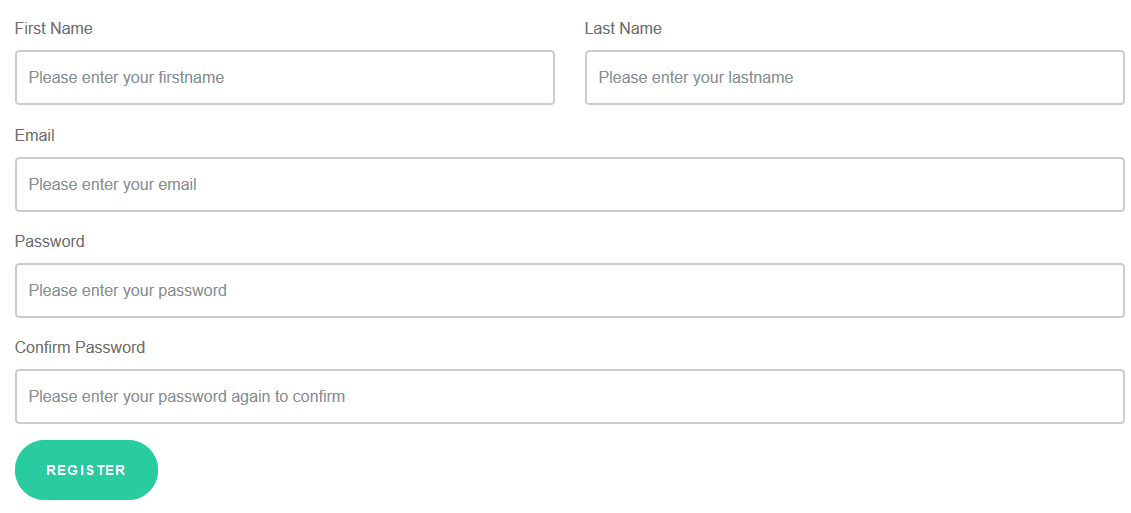 First Name
Last Name
Please enter your firstname
Please enter your lastname
Email
Please enter your email
Password
Please enter your password
Confirm Password
Please enter your password again to confirm
REGISTER